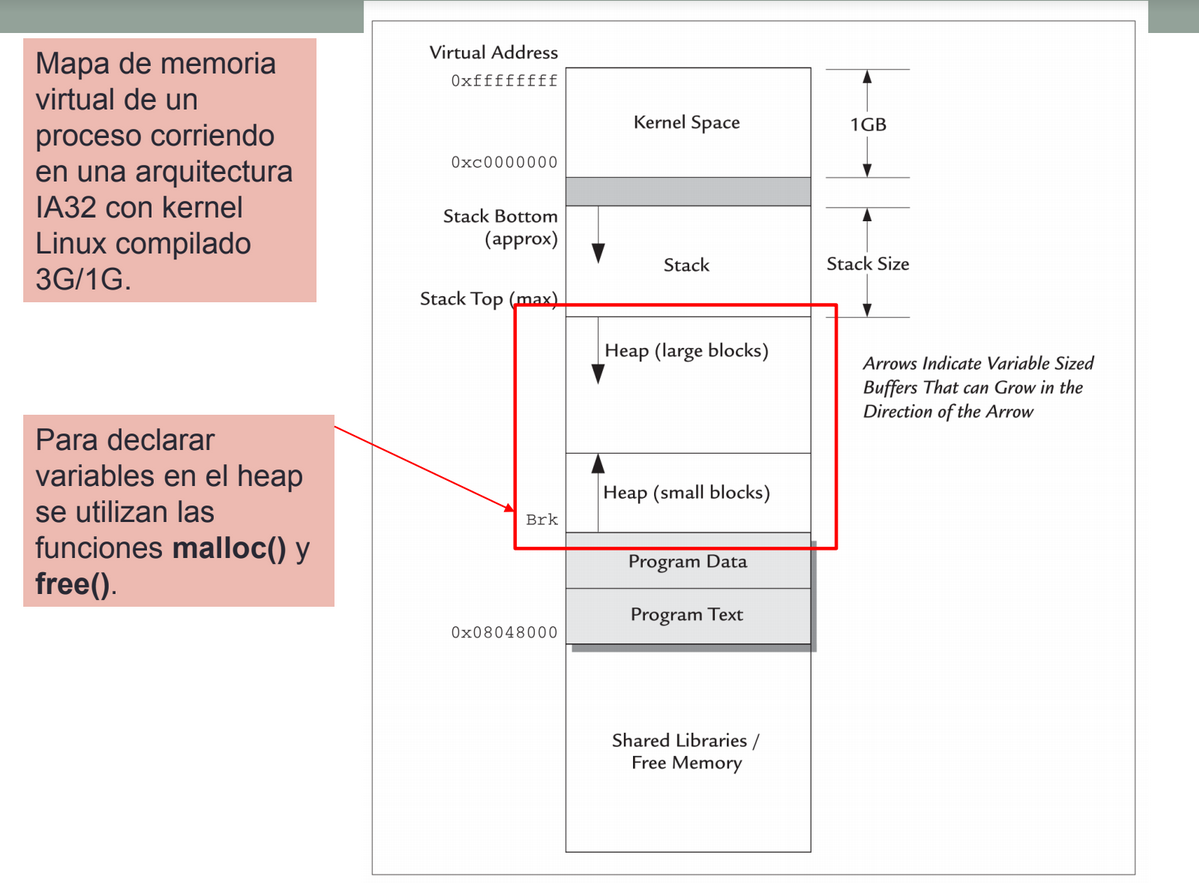 Mapa de memoria
virtual de un
proceso corriendo
en una arquitectura
IA32 con kernel
Linux compilado
3G/1G.
Para declarar
variables en el heap
se utilizan las
funciones malloc() y
free().
Virtual Address
0xffffffff
Kernel Space
1GB
0xc0000000
Stack Bottom
(approx)
Stack
Stack Size
Stack Top (max)
Heap (large blocks)
Arrows Indicate Variable Sized
Buffers That can Grow in the
Direction of the Arrow
Heap (small blocks)
Brk
Program Data
Program Text
0x08048000
Shared Libraries /
Free Memory